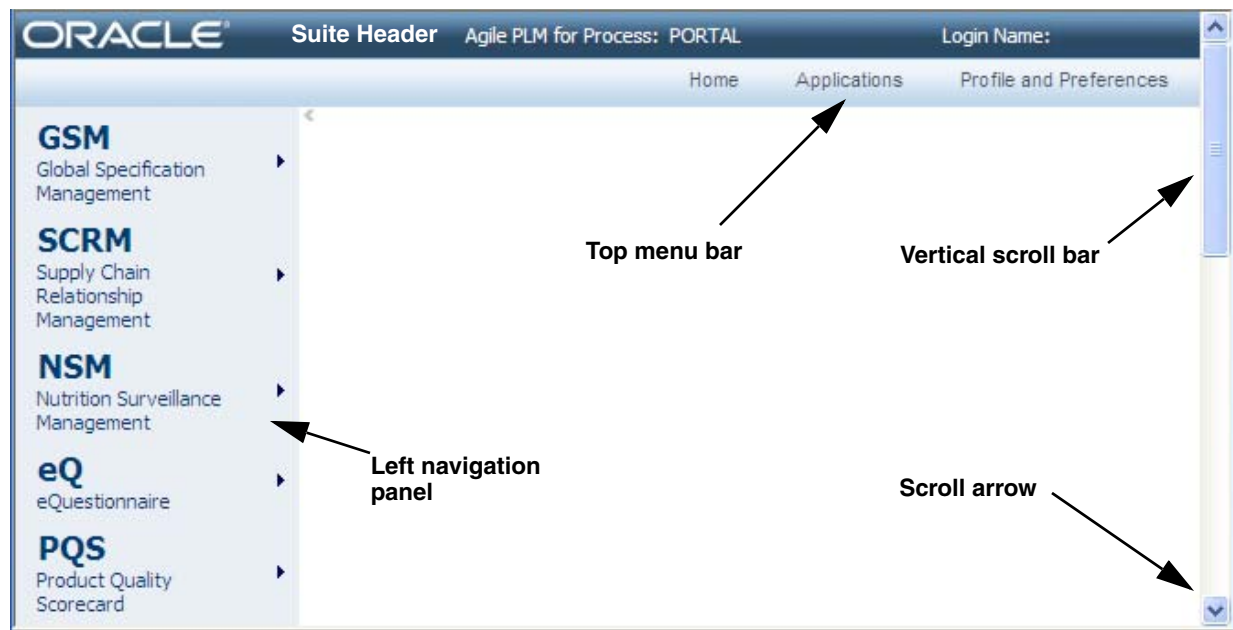 ORACLE Suite Header Agile PLM for Process: PORTAL Login Name:
Home Applications Profile and Preferences
GSM
Global Specification
Management
SCRM
Supply Chain
Relationship
Management
NSM
Nutrition Surveillance
Management
eQ
eQuestionnaire
PQS
Product Quality
Scorecard
Top menu bar
Vertical scroll bar
Left navigation
panel
Scroll arrow